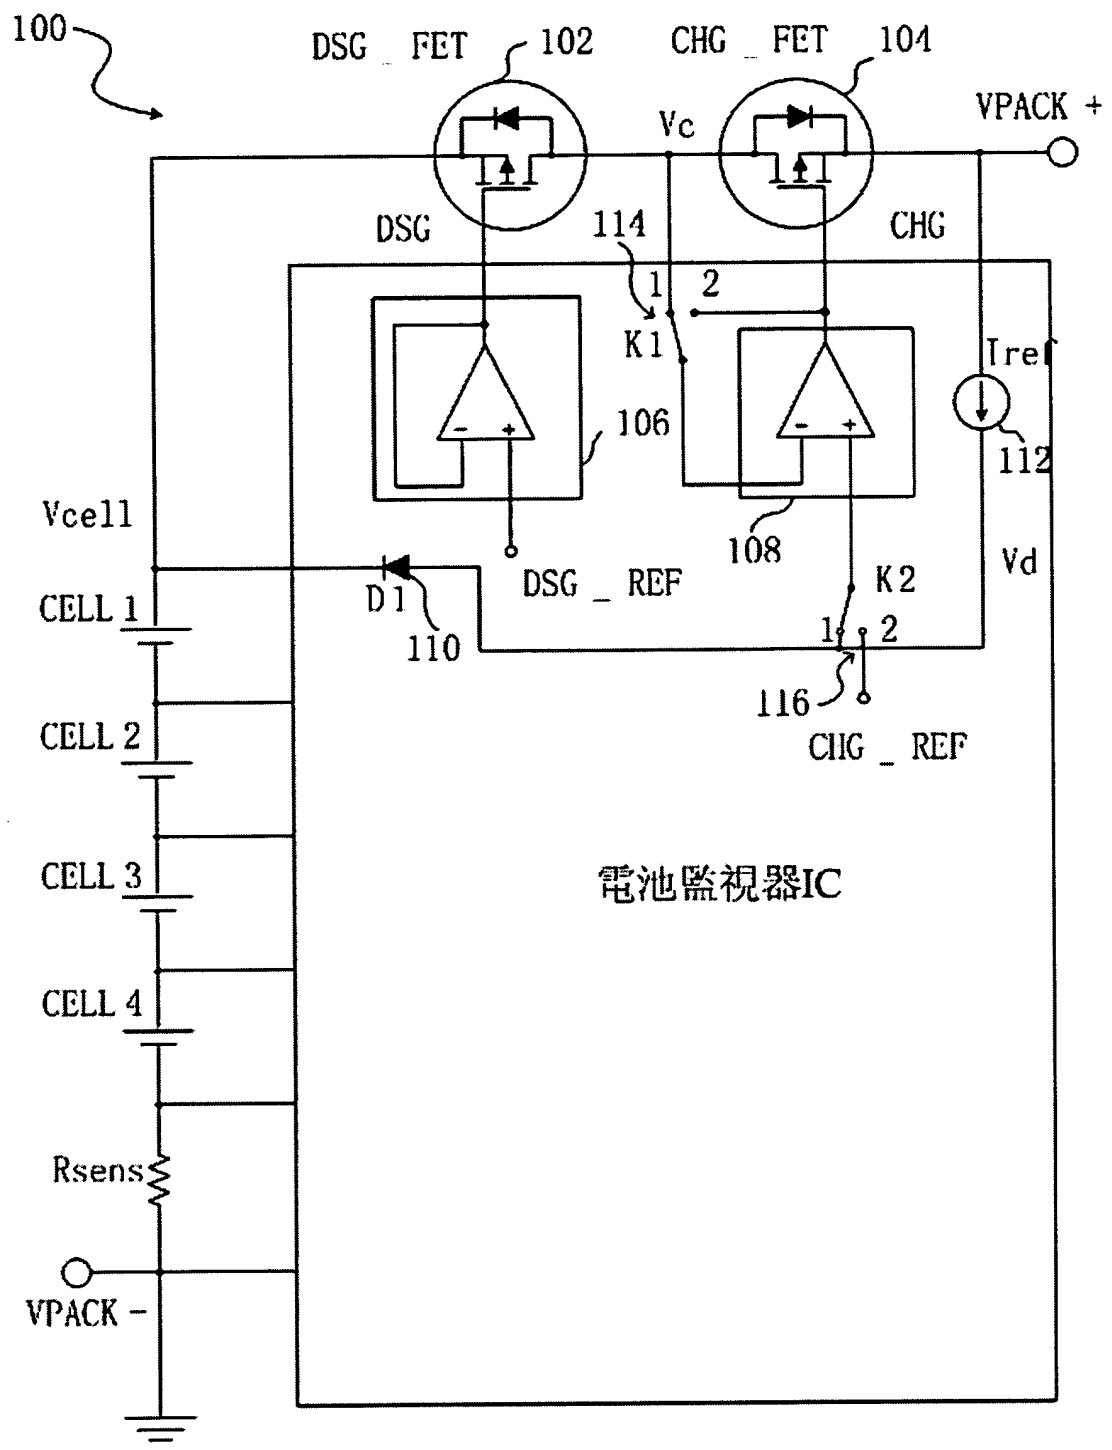 100
DSG _ FET
102
CHG _ FET
104
VPACK +
Vc
DSG
114
CHG
1
2
K1
Iref
106
112
108
Vcell
Vd
D1
DSG _ REF
K2
CELL 1
110
1
2
116
CELL 2
CHG _ REF
CELL 3
電池監視器IC
CELL 4
Rsens
VPACK -